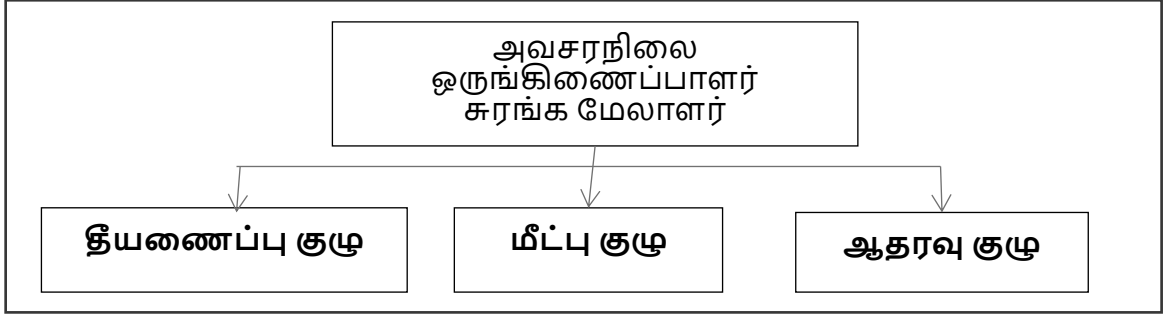 அவசரநிலை
ஒருங்கிணைப்பாளர்
சுரங்க மேலாளர்
தீயணைப்பு குழு
மீட்பு குழு
ஆதரவு குழு